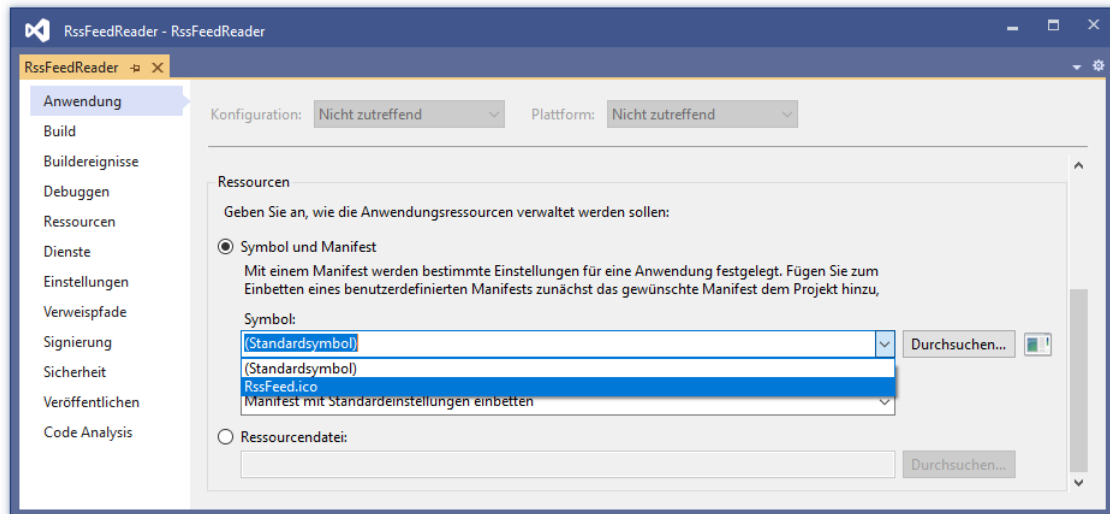 RssFeedReader - RssFeedReader
RssFeedReader
Anwendung
Build
Buildereignisse
Debuggen
Ressourcen
Dienste
Einstellungen
Verweispfade
Signierung
Sicherheit
Veröffentlichen
Code Analysis
Konfiguration: Nicht zutreffend Plattform: Nicht zutreffend
Ressourcen
Geben Sie an, wie die Anwendungsressourcen verwaltet werden sollen:
Symbol und Manifest
Mit einem Manifest werden bestimmte Einstellungen für eine Anwendung festgelegt. Fügen Sie zum
Einbetten eines benutzerdefinierten Manifests zunächst das gewünschte Manifest dem Projekt hinzu,
Symbol:
(Standardsymbol) Durchsuchen...
(Standardsymbol)
RssFeed.ico
Manifest mit Standardeinstellungen einbetten
Ressourcendatei:
Durchsuchen...